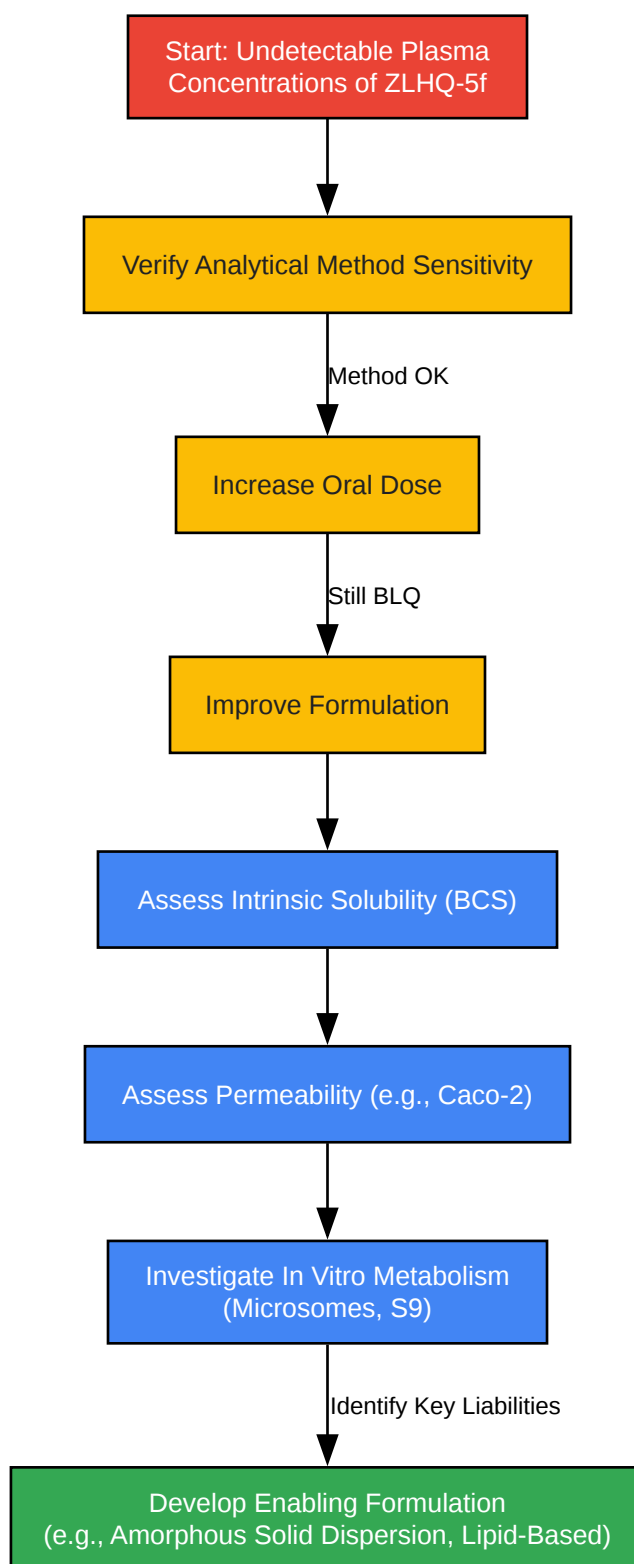 Start: Undetectable Plasma
Concentrations of ZLHQ-5f
Verify Analytical Method Sensitivity
Method OK
Increase Oral Dose
Still BLQ
Improve Formulation
Assess Intrinsic Solubility (BCS)
Assess Permeability (e.g., Caco-2)
Investigate In Vitro Metabolism
(Microsomes, S9)
Identify Key Liabilities
Develop Enabling Formulation
(e.g., Amorphous Solid Dispersion, Lipid-Based)